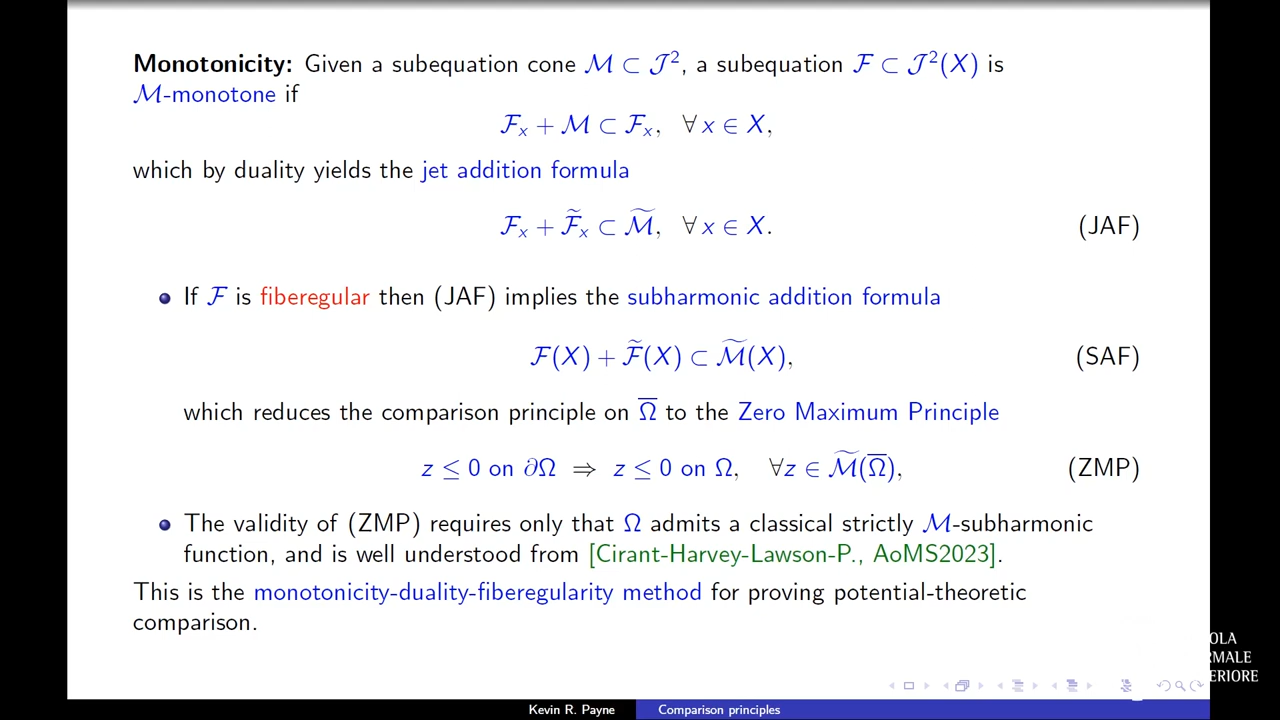 Monotonicity: Given a subequation cone ℳ ⊂ 𝒥², a subequation ℱ ⊂ 𝒥²(X) is
ℳ-monotone if
ℱₓ + ℳ ⊂ ℱₓ, ∀ x ∈ X,
which by duality yields the jet addition formula
ℱₓ + ℱ̃ₓ ⊂ ℳ̃, ∀ x ∈ X. (JAF)
If ℱ is fiberegular then (JAF) implies the subharmonic addition formula
ℱ(X) + ℱ̃(X) ⊂ ℳ̃(X), (SAF)
which reduces the comparison principle on Ω̅ to the Zero Maximum Principle
z ≤ 0 on ∂Ω ⇒ z ≤ 0 on Ω, ∀z ∈ ℳ̃(Ω̅), (ZMP)
The validity of (ZMP) requires only that Ω admits a classical strictly ℳ-subharmonic
function, and is well understood from [Cirant-Harvey-Lawson-P., AoMS2023].
This is the monotonicity-duality-fiberegularity method for proving potential-theoretic
comparison.
OLA
RMALE
ERIORE
Kevin R. Payne Comparison principles